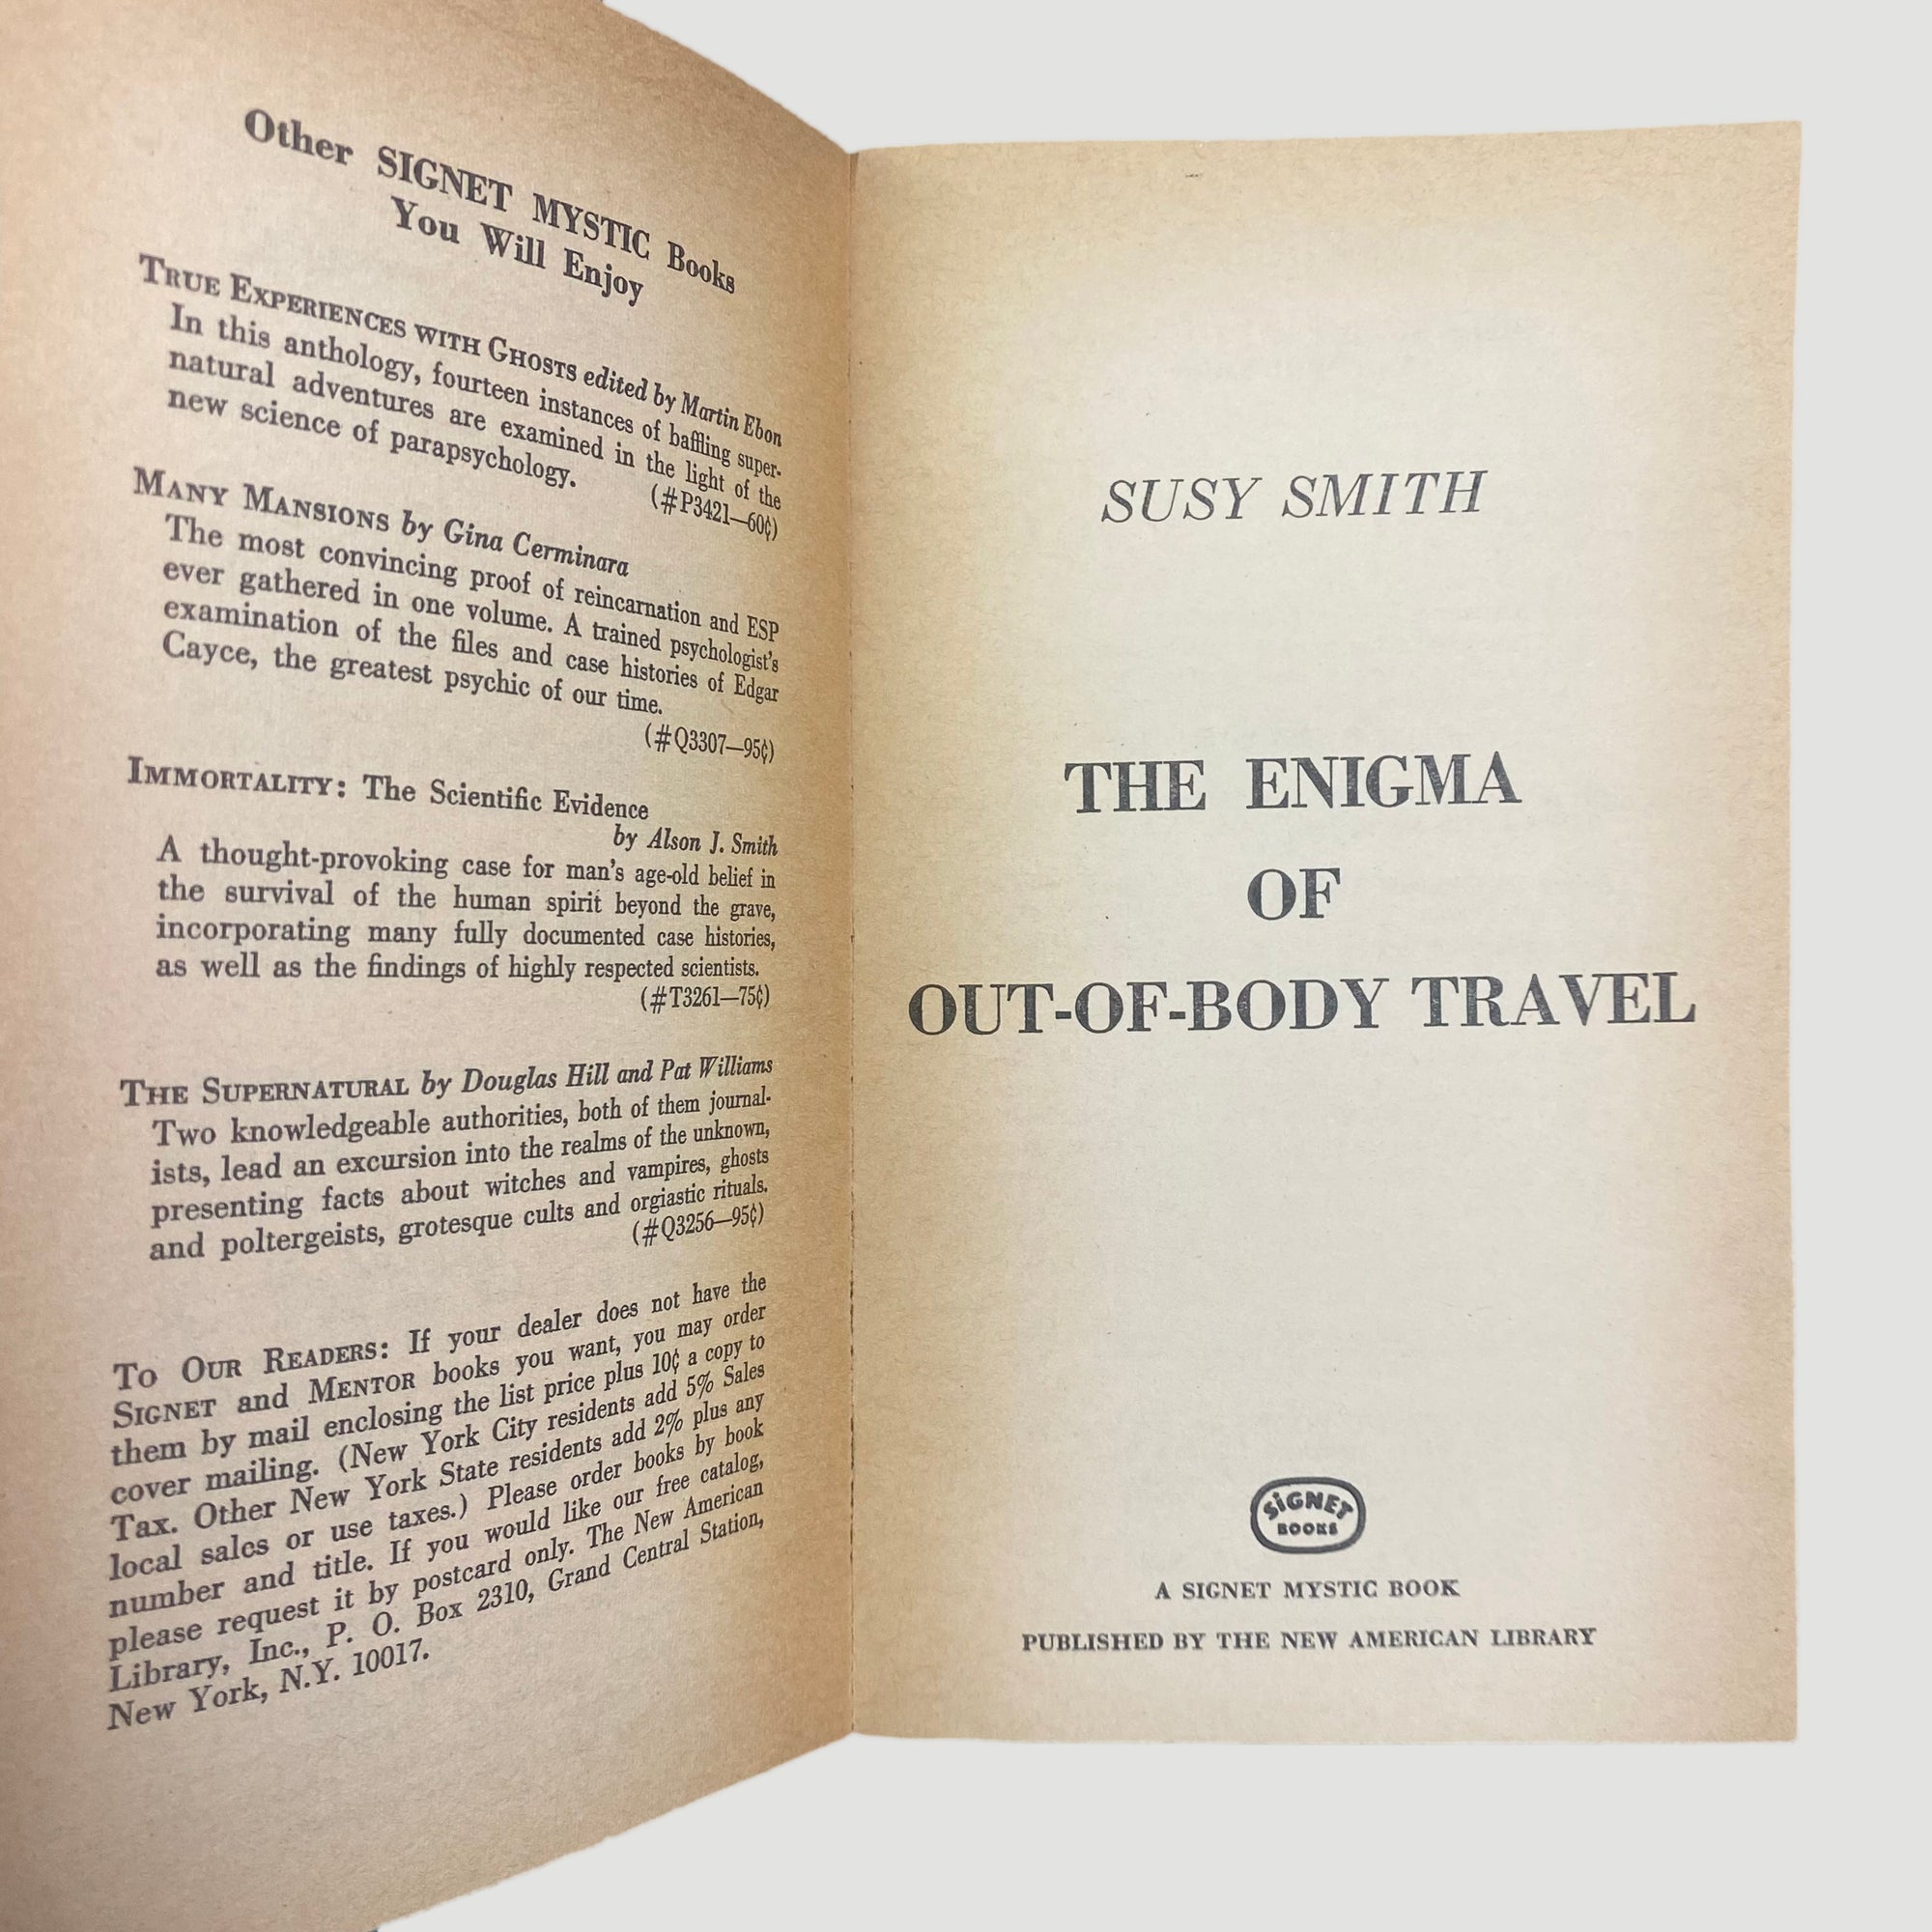 Other SIGNET MYSTIC Books
You Will Enjoy
TRUE EXPERIENCES WITH GHOSTS edited by Martin Ebon
In this anthology, fourteen instances of baffling super-
natural adventures are examined in the light of the
new science of parapsychology.
(#P3421—60¢)
MANY MANSIONS by Gina Cerminara
The most convincing proof of reincarnation and ESP
ever gathered in one volume. A trained psychologist's
examination of the files and case histories of Edgar
Cayce, the greatest psychic of our time.
(#Q3307—95¢)
IMMORTALITY: The Scientific Evidence
by Alson J. Smith
A thought-provoking case for man's age-old belief in
the survival of the human spirit beyond the grave,
incorporating many fully documented case histories,
as well as the findings of highly respected scientists.
(#T3261—75¢)
THE SUPERNATURAL by Douglas Hill and Pat Williams
Two knowledgeable authorities, both of them journal-
ists, lead an excursion into the realms of the unknown,
presenting facts about witches and vampires, ghosts
and poltergeists, grotesque cults and orgiastic rituals.
(#Q3256—95¢)
TO OUR READERS: If your dealer does not have the
SIGNET and MENTOR books you want, you may order
them by mail enclosing the list price plus 10¢ a copy to
cover mailing. (New York City residents add 5% Sales
Tax. Other New York State residents add 2% plus any
local sales or use taxes.) Please order books by book
number and title. If you would like our free catalog,
please request it by postcard only. The New American
Library, Inc., P. O. Box 2310, Grand Central Station,
New York, N.Y. 10017.
SUSY SMITH
THE ENIGMA
OF
OUT-OF-BODY TRAVEL
SIGNET
BOOKS
A SIGNET MYSTIC BOOK
PUBLISHED BY THE NEW AMERICAN LIBRARY